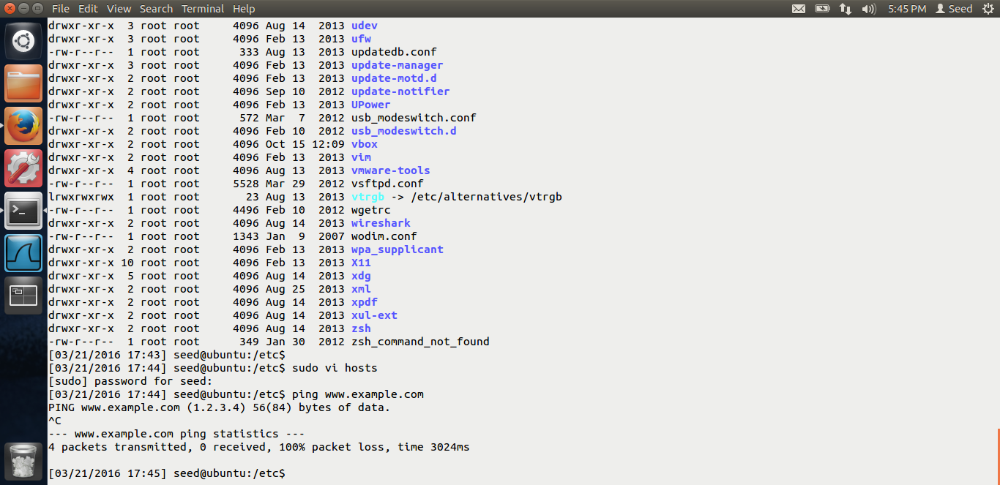 File Edit View Search Terminal Help 5:45 PM Seed
drwxr-xr-x  3 root root     4096 Aug 14  2013 udev
drwxr-xr-x  3 root root     4096 Feb 13  2013 ufw
-rw-r--r--  1 root root      333 Aug 13  2013 updatedb.conf
drwxr-xr-x  3 root root     4096 Feb 13  2013 update-manager
drwxr-xr-x  2 root root     4096 Feb 13  2013 update-motd.d
drwxr-xr-x  2 root root     4096 Sep 10  2012 update-notifier
drwxr-xr-x  2 root root     4096 Feb 13  2013 UPower
-rw-r--r--  1 root root      572 Mar  7  2012 usb_modeswitch.conf
drwxr-xr-x  2 root root     4096 Feb 10  2012 usb_modeswitch.d
drwxr-xr-x  2 root root     4096 Oct 15 12:09 vbox
drwxr-xr-x  2 root root     4096 Feb 13  2013 vim
drwxr-xr-x  4 root root     4096 Aug 13  2013 vmware-tools
-rw-r--r--  1 root root     5528 Mar 29  2012 vsftpd.conf
lrwxrwxrwx  1 root root       23 Aug 13  2013 vtrgb -> /etc/alternatives/vtrgb
-rw-r--r--  1 root root     4496 Feb 10  2012 wgetrc
drwxr-xr-x  2 root root     4096 Aug 14  2013 wireshark
-rw-r--r--  1 root root     1343 Jan  9  2007 wodim.conf
drwxr-xr-x  2 root root     4096 Feb 13  2013 wpa_supplicant
drwxr-xr-x 10 root root     4096 Feb 13  2013 X11
drwxr-xr-x  5 root root     4096 Aug 14  2013 xdg
drwxr-xr-x  2 root root     4096 Aug 25  2013 xml
drwxr-xr-x  2 root root     4096 Aug 14  2013 xpdf
drwxr-xr-x  2 root root     4096 Aug 14  2013 xul-ext
drwxr-xr-x  2 root root     4096 Aug 14  2013 zsh
-rw-r--r--  1 root root      349 Jan 30  2012 zsh_command_not_found
[03/21/2016 17:43] seed@ubuntu:/etc$
[03/21/2016 17:44] seed@ubuntu:/etc$ sudo vi hosts
[sudo] password for seed:
[03/21/2016 17:44] seed@ubuntu:/etc$ ping www.example.com
PING www.example.com (1.2.3.4) 56(84) bytes of data.
^C
--- www.example.com ping statistics ---
4 packets transmitted, 0 received, 100% packet loss, time 3024ms
[03/21/2016 17:45] seed@ubuntu:/etc$